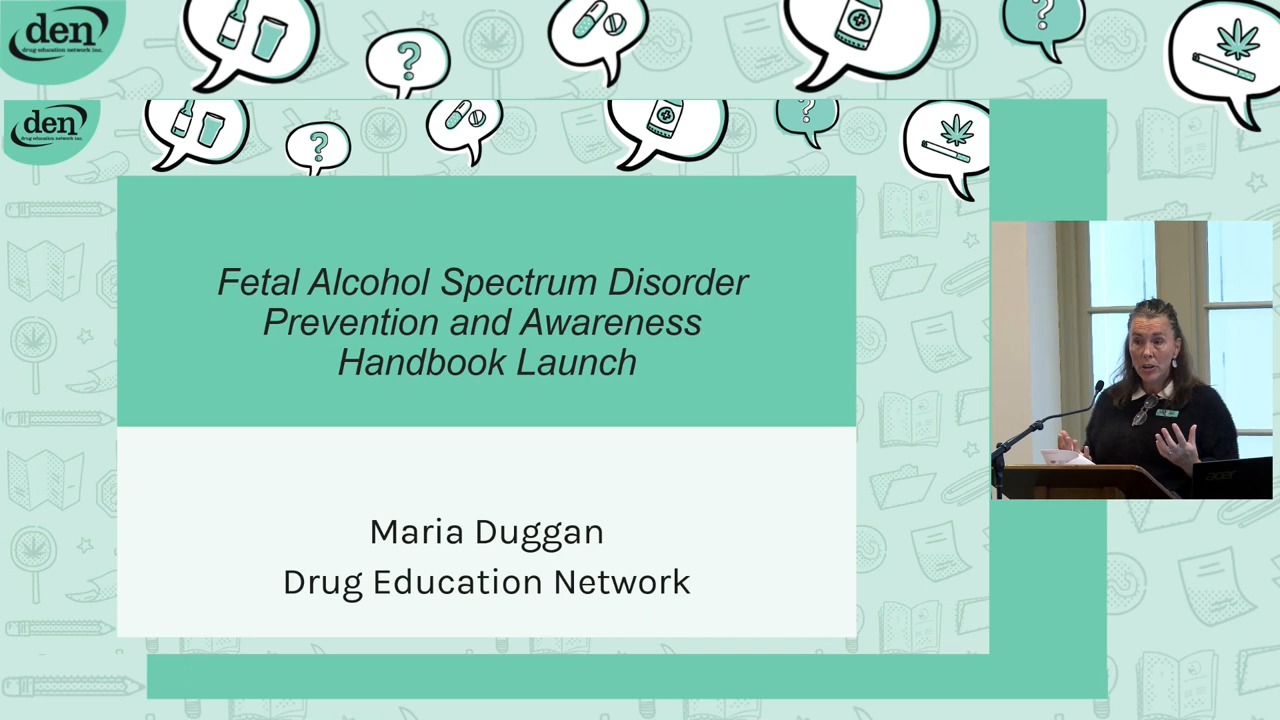 den
drug education network inc.
?
?
den
drug education network inc.
?
?
Fetal Alcohol Spectrum Disorder
Prevention and Awareness
Handbook Launch
Maria Duggan
Drug Education Network
acer